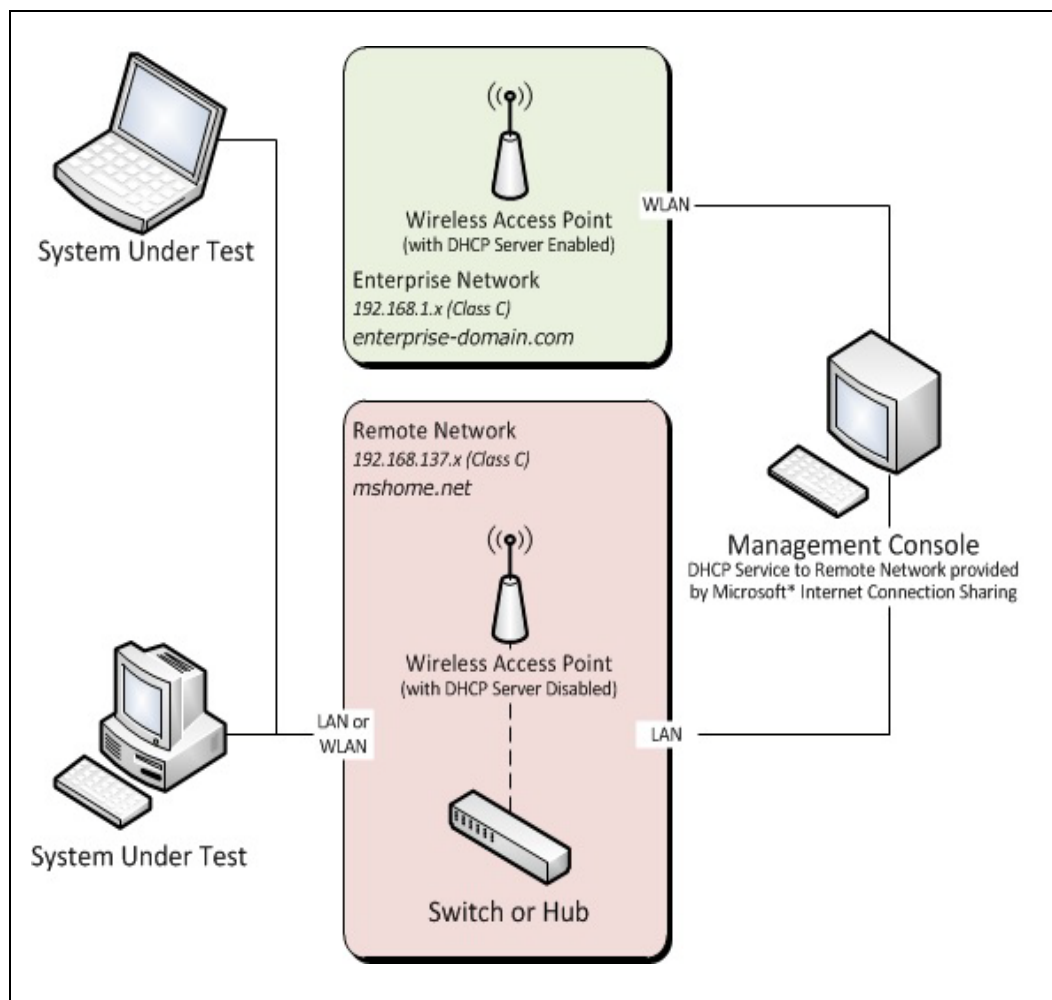 System Under Test
Wireless Access Point
(with DHCP Server Enabled)
Enterprise Network
192.168.1.x (Class C)
enterprise-domain.com
WLAN
Remote Network
192.168.137.x (Class C)
mshome.net
Wireless Access Point
(with DHCP Server Disabled)
LAN or
WLAN
LAN
Switch or Hub
System Under Test
Management Console
DHCP Service to Remote Network provided
by Microsoft* Internet Connection Sharing